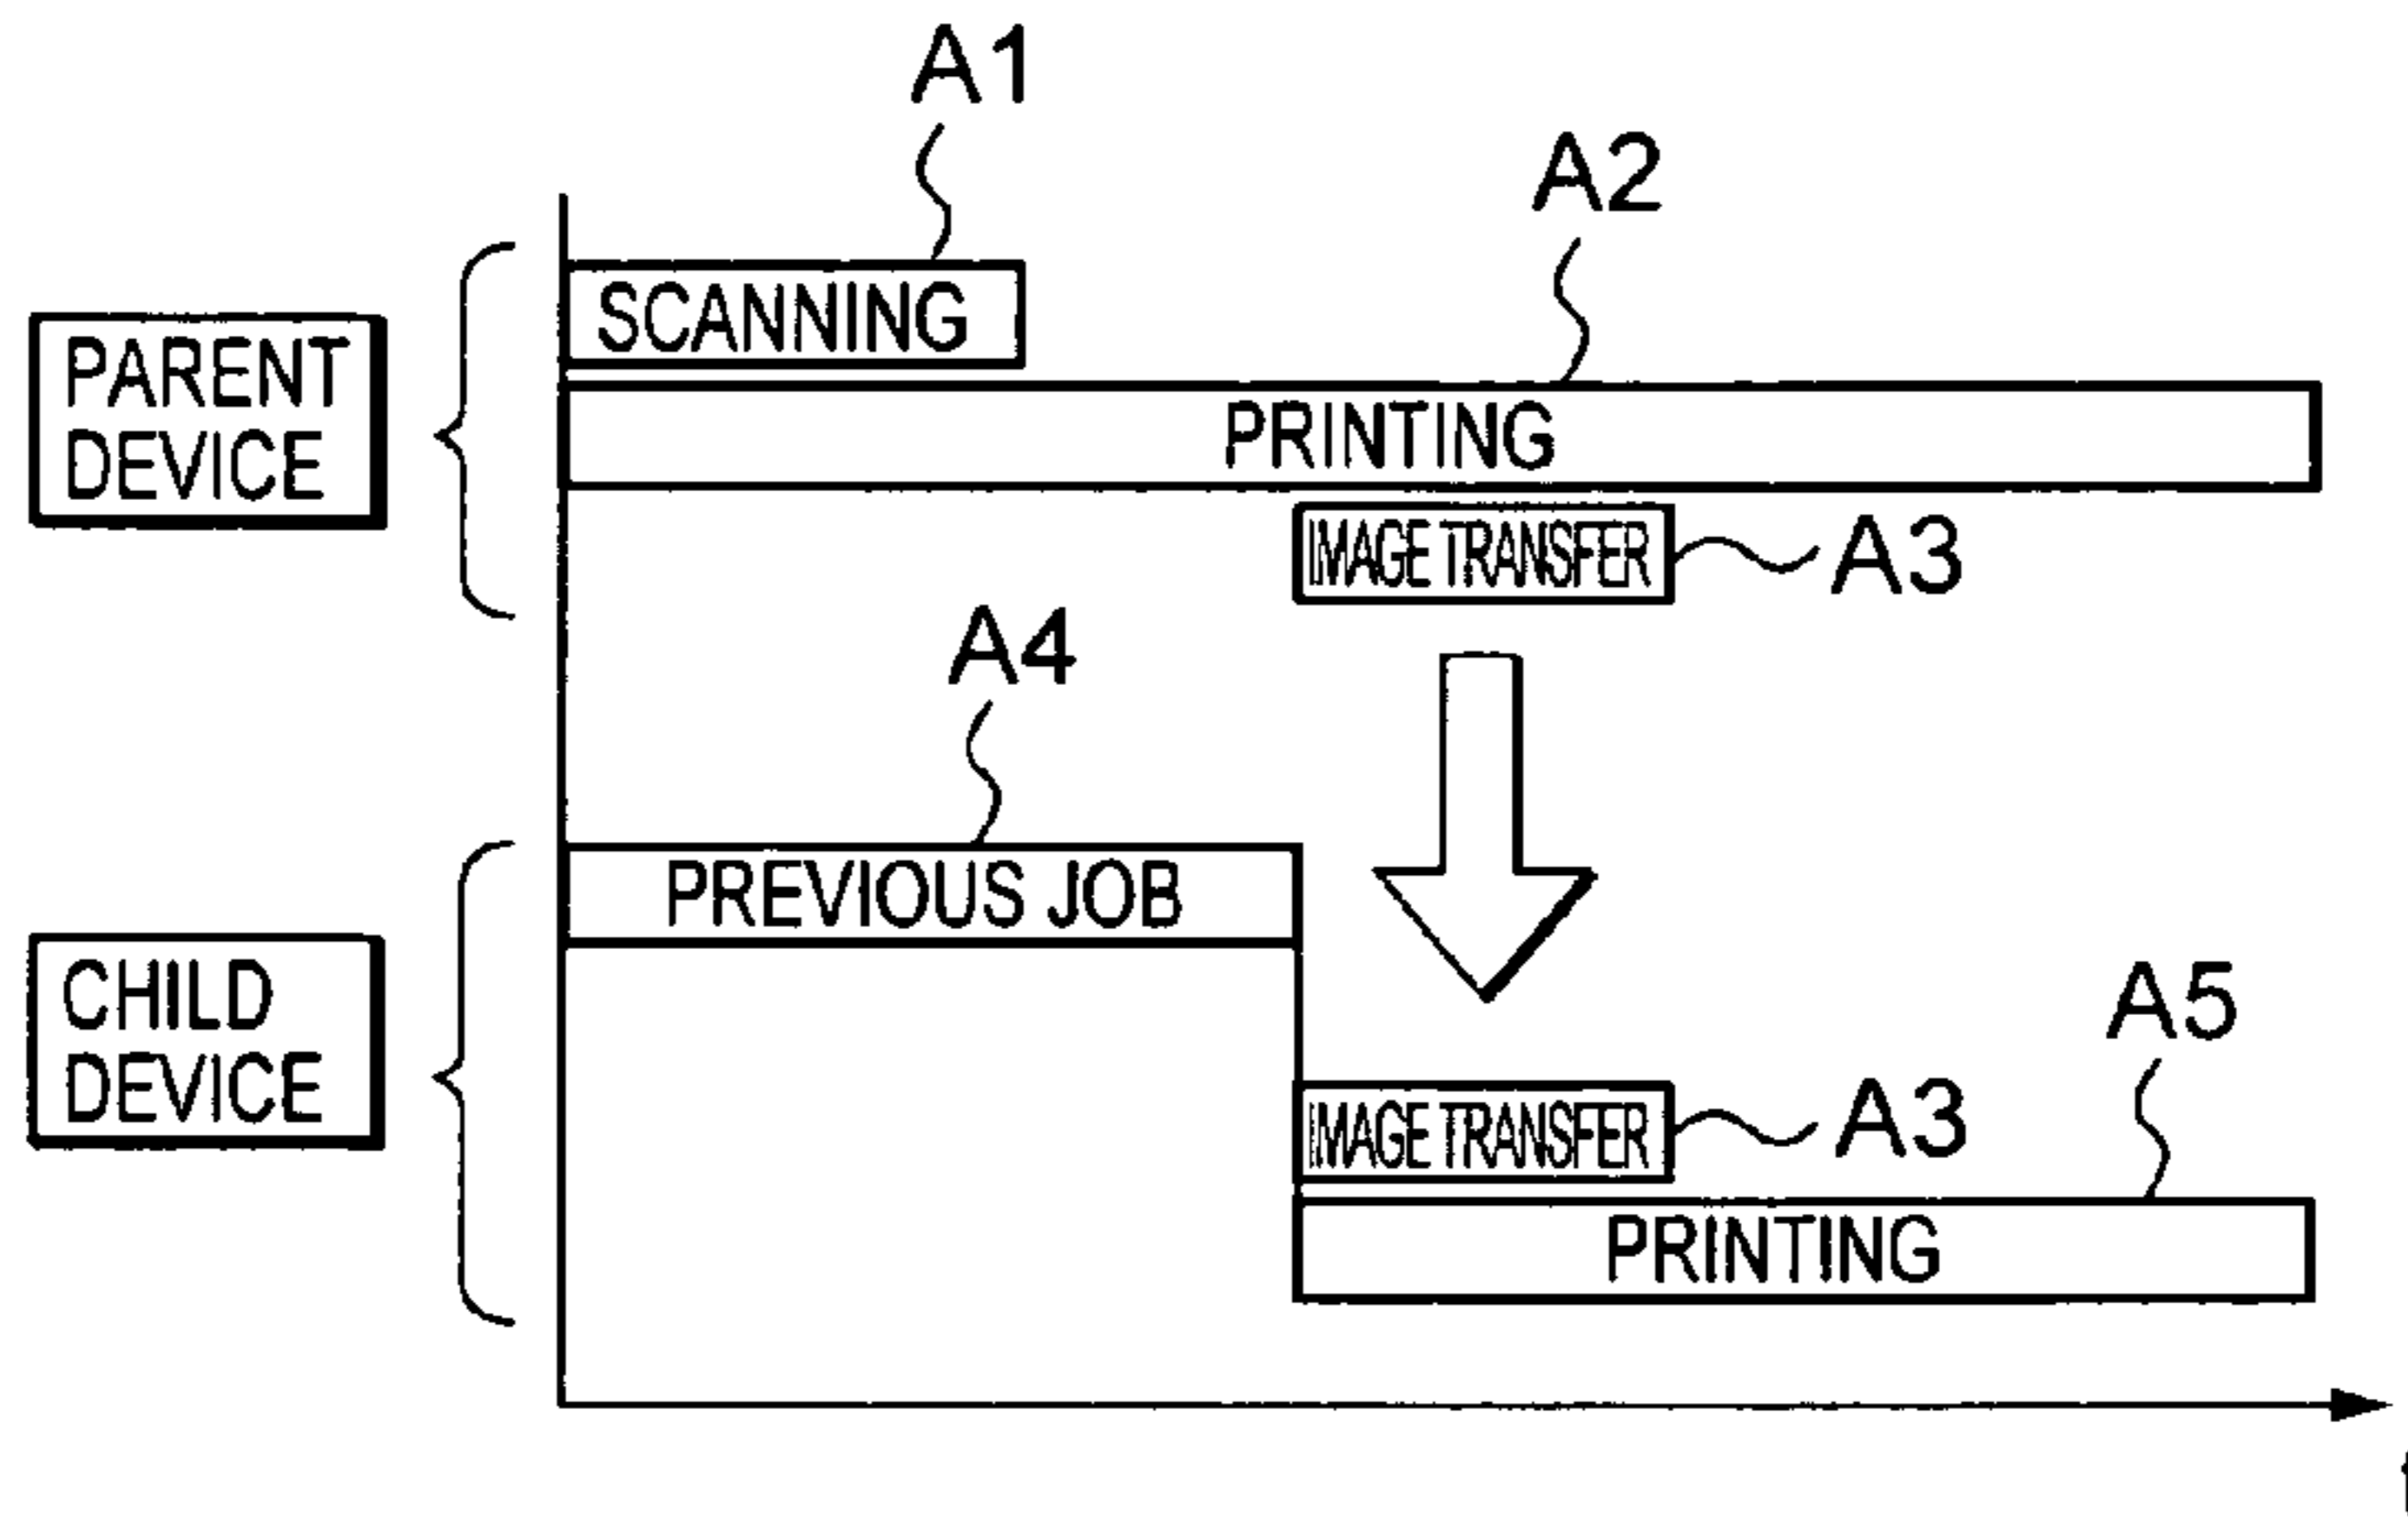 A1
A2
SCANNING
PARENT
DEVICE
PRINTING
IMAGE TRANSFER
A3
A4
PREVIOUS JOB
CHILD
DEVICE
A5
IMAGE TRANSFER
A3
PRINTING